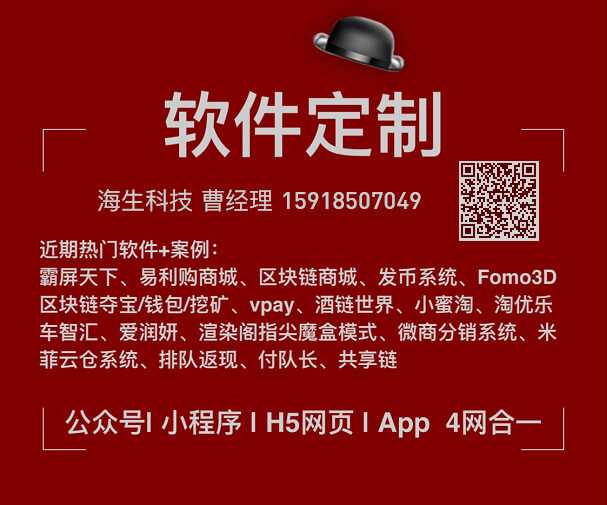 软件定制
海生科技 曹经理 15918507049
近期热门软件+案例：
霸屏天下、易利购商城、区块链商城、发币系统、Fomo3D
区块链夺宝/钱包/挖矿、vpay、酒链世界、小蜜淘、淘优乐
车智汇、爱润妍、渲染阁指尖魔盒模式、微商分销系统、米
菲云仓系统、排队返现、付队长、共享链
公众号I 小程序 I H5网页 I App 4网合一